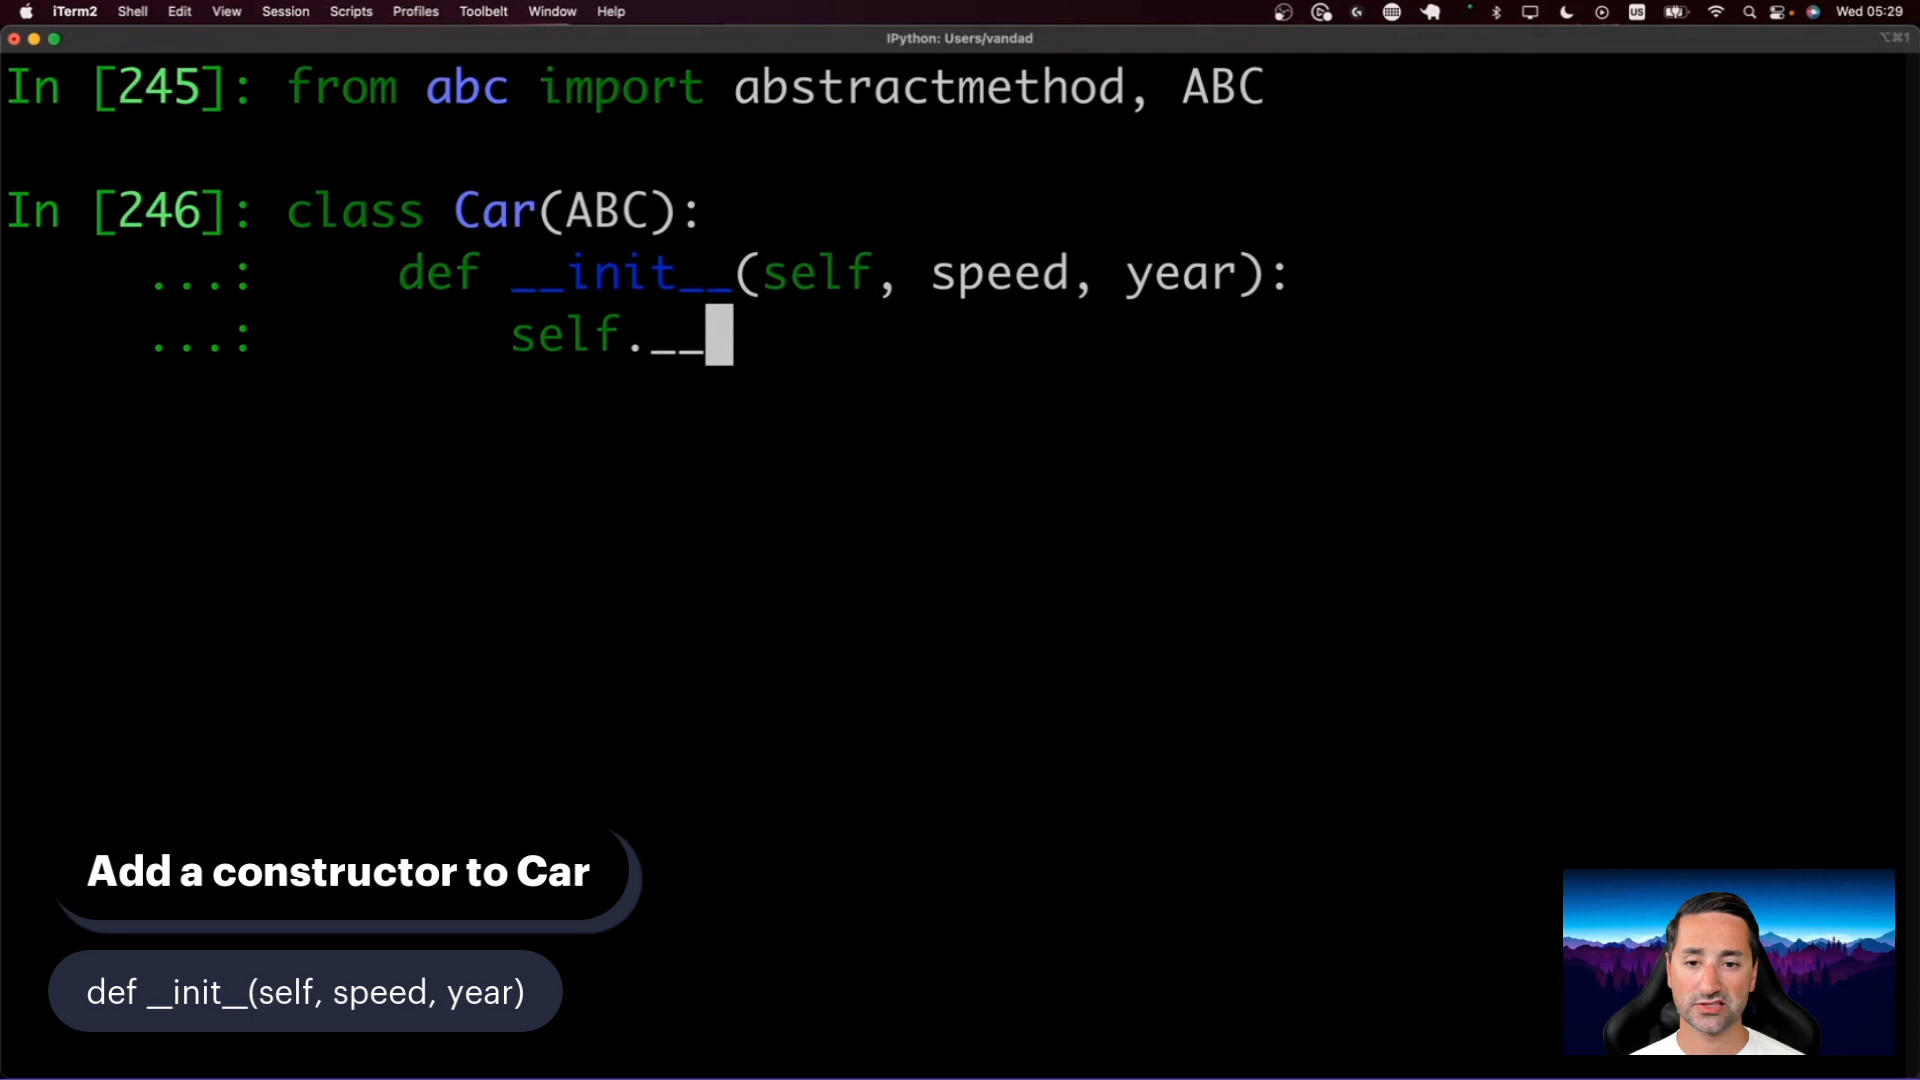 iTerm2 Shell Edit View Session Scripts Profiles Toolbelt Window Help US Wed 05:29
IPython: Users/vandad ⌥⌘1
In [245]: from abc import abstractmethod, ABC
In [246]: class Car(ABC):
...: def __init__(self, speed, year):
...: self.__
Add a constructor to Car
def __init__(self, speed, year)